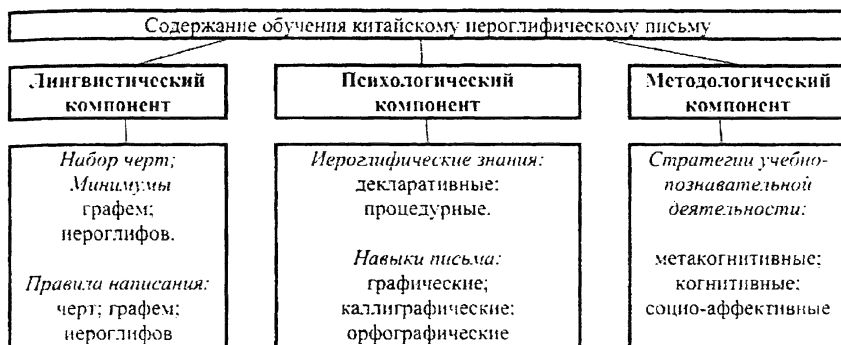 Содержание обучения китайскому иероглифическому письму
Лингвистический
компонент
Набор черт;
Минимумы
графем;
иероглифов.
Правила написания:
черт; графем;
иероглифов
Психологический
компонент
Иероглифические знания:
декларативные:
процедурные.
Навыки письма:
графические;
каллиграфические:
орфографические
Методологический
компонент
Стратегии учебно-
познавательной
деятельности:
метакогнитивные;
когнитивные;
социо-аффективные